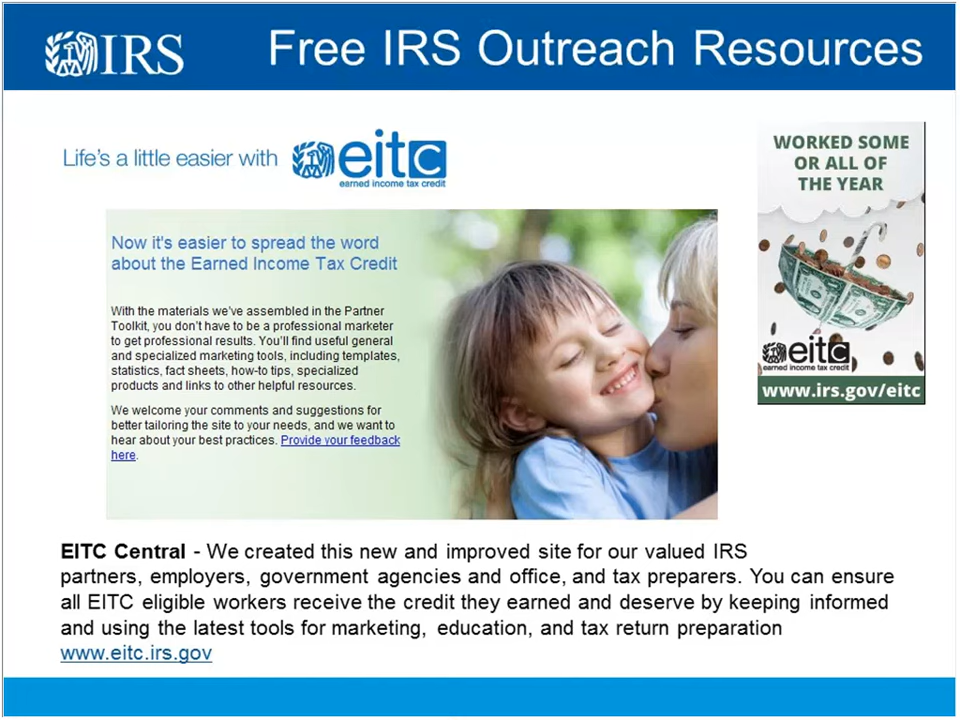 IRS
Free IRS Outreach Resources
Life's a little easier with
eitc
earned income tax credit
Now it's easier to spread the word
about the Earned Income Tax Credit
With the materials we've assembled in the Partner
Toolkit, you don't have to be a professional marketer
to get professional results. You'll find useful general
and specialized marketing tools, including templates,
statistics, fact sheets, how-to tips, specialized
products and links to other helpful resources.
We welcome your comments and suggestions for
better tailoring the site to your needs, and we want to
hear about your best practices. Provide your feedback
here.
WORKED SOME
OR ALL OF
THE YEAR
eitc
earned income tax credit
www.irs.gov/eitc
EITC Central - We created this new and improved site for our valued IRS
partners, employers, government agencies and office, and tax preparers. You can ensure
all EITC eligible workers receive the credit they earned and deserve by keeping informed
and using the latest tools for marketing, education, and tax return preparation
www.eitc.irs.gov